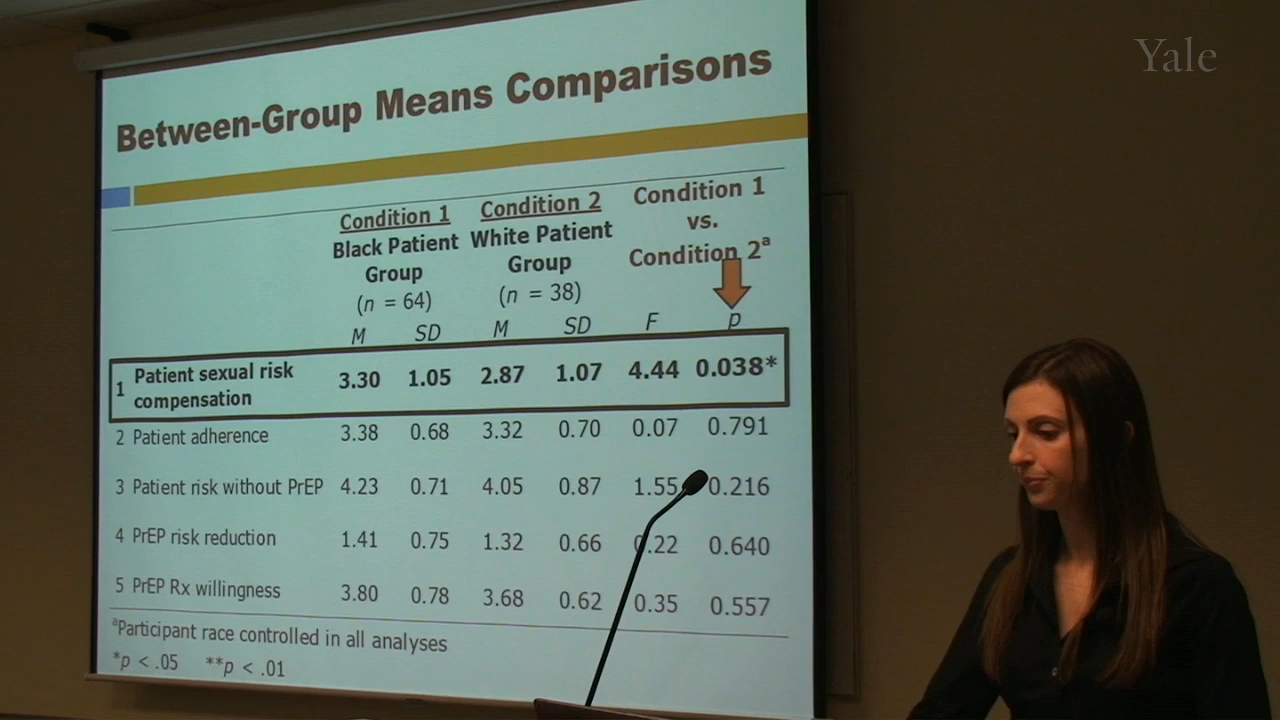 Yale
Between-Group Means Comparisons
Condition 1 Condition 2 Condition 1
Black Patient White Patient vs.
Group Group Condition 2ᵃ
(n = 64) (n = 38)
M SD M SD F p
1 Patient sexual risk compensation 3.30 1.05 2.87 1.07 4.44 0.038*
2 Patient adherence 3.38 0.68 3.32 0.70 0.07 0.791
3 Patient risk without PrEP 4.23 0.71 4.05 0.87 1.55 0.216
4 PrEP risk reduction 1.41 0.75 1.32 0.66 0.22 0.640
5 PrEP Rx willingness 3.80 0.78 3.68 0.62 0.35 0.557
ᵃParticipant race controlled in all analyses
*p < .05 **p < .01